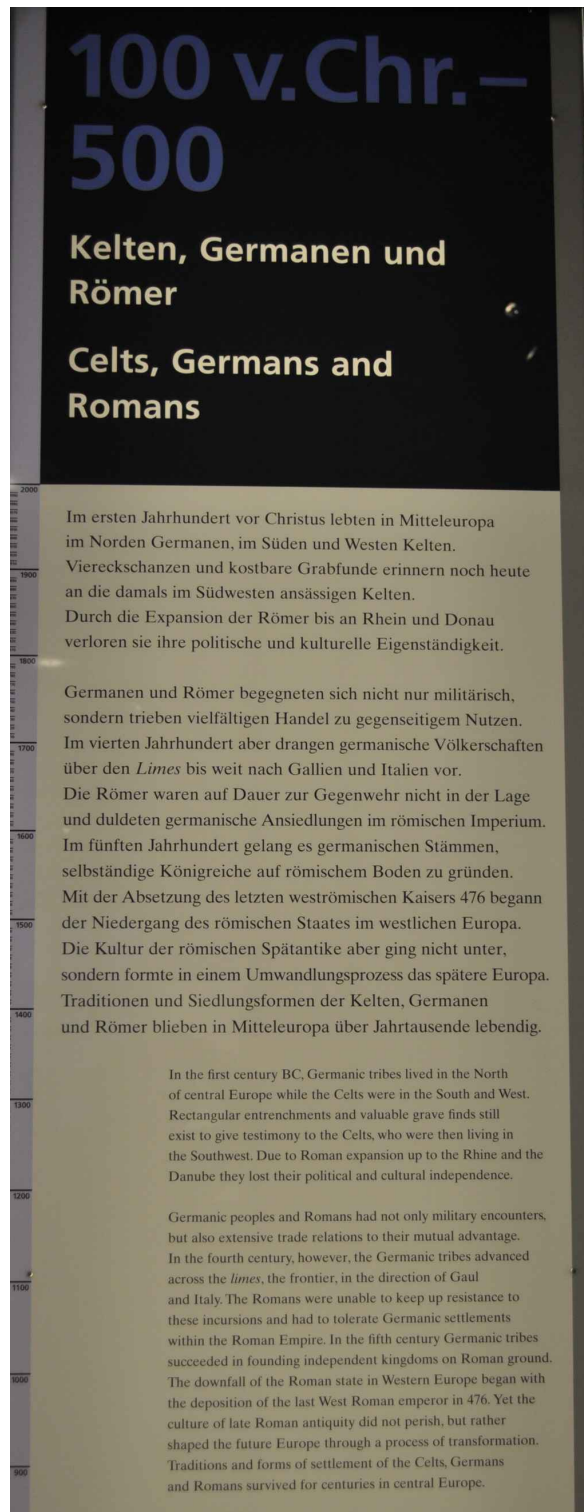 100 v.Chr.–
500
Kelten, Germanen und
Römer
Celts, Germans and
Romans
Im ersten Jahrhundert vor Christus lebten in Mitteleuropa
im Norden Germanen, im Süden und Westen Kelten.
Viereckschanzen und kostbare Grabfunde erinnern noch heute
an die damals im Südwesten ansässigen Kelten.
Durch die Expansion der Römer bis an Rhein und Donau
verloren sie ihre politische und kulturelle Eigenständigkeit.
Germanen und Römer begegneten sich nicht nur militärisch,
sondern trieben vielfältigen Handel zu gegenseitigem Nutzen.
Im vierten Jahrhundert aber drangen germanische Völkerschaften
über den Limes bis weit nach Gallien und Italien vor.
Die Römer waren auf Dauer zur Gegenwehr nicht in der Lage
und duldeten germanische Ansiedlungen im römischen Imperium.
Im fünften Jahrhundert gelang es germanischen Stämmen,
selbständige Königreiche auf römischem Boden zu gründen.
Mit der Absetzung des letzten weströmischen Kaisers 476 begann
der Niedergang des römischen Staates im westlichen Europa.
Die Kultur der römischen Spätantike aber ging nicht unter,
sondern formte in einem Umwandlungsprozess das spätere Europa.
Traditionen und Siedlungsformen der Kelten, Germanen
und Römer blieben in Mitteleuropa über Jahrtausende lebendig.
In the first century BC, Germanic tribes lived in the North
of central Europe while the Celts were in the South and West.
Rectangular entrenchments and valuable grave finds still
exist to give testimony to the Celts, who were then living in
the Southwest. Due to Roman expansion up to the Rhine and the
Danube they lost their political and cultural independence.
Germanic peoples and Romans had not only military encounters,
but also extensive trade relations to their mutual advantage.
In the fourth century, however, the Germanic tribes advanced
across the limes, the frontier, in the direction of Gaul
and Italy. The Romans were unable to keep up resistance to
these incursions and had to tolerate Germanic settlements
within the Roman Empire. In the fifth century Germanic tribes
succeeded in founding independent kingdoms on Roman ground.
The downfall of the Roman state in Western Europe began with
the deposition of the last West Roman emperor in 476. Yet the
culture of late Roman antiquity did not perish, but rather
shaped the future Europe through a process of transformation.
Traditions and forms of settlement of the Celts, Germans
and Romans survived for centuries in central Europe.
2000
1900
1800
1700
1600
1500
1400
1300
1200
1100
1000
900